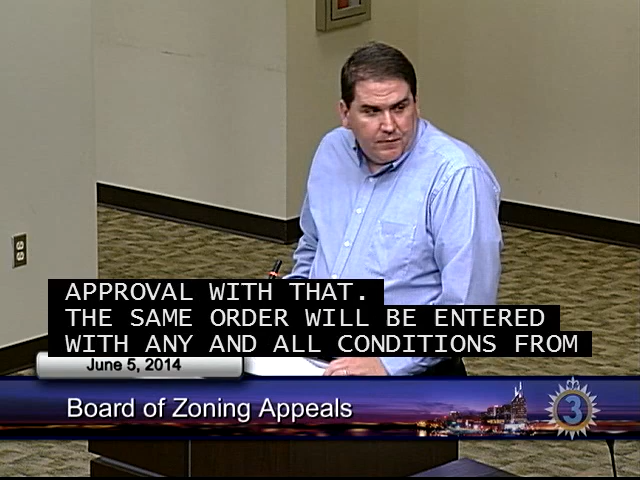 APPROVAL WITH THAT.
THE SAME ORDER WILL BE ENTERED
WITH ANY AND ALL CONDITIONS FROM
June 5, 2014
Board of Zoning Appeals
3